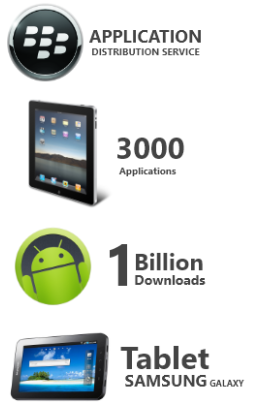 APPLICATION
DISTRIBUTION SERVICE
3000
Applications
1 Billion
Downloads
Tablet
SAMSUNG GALAXY